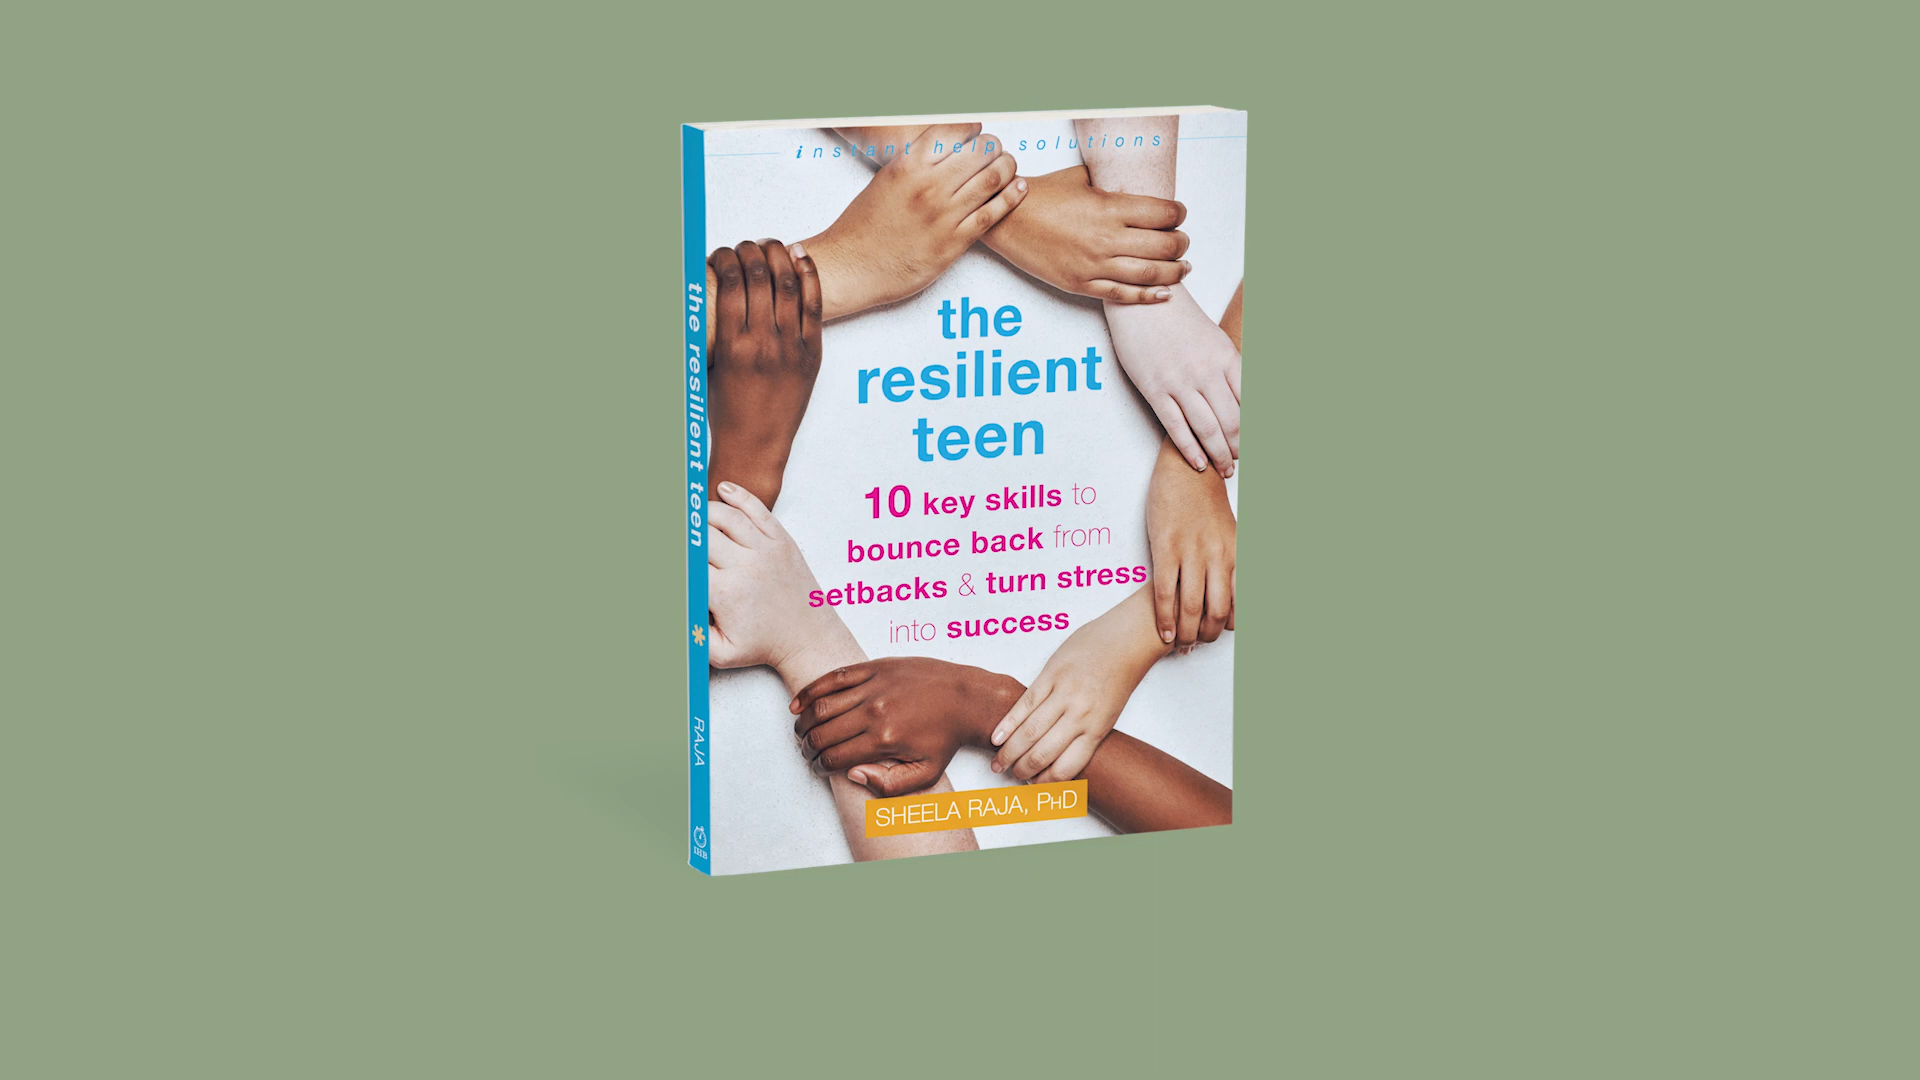 instant help solutions
the
resilient
teen
10 key skills to
bounce back from
setbacks & turn stress
into success
SHEELA RAJA, PHD
the resilient teen
*
RAJA
IHB